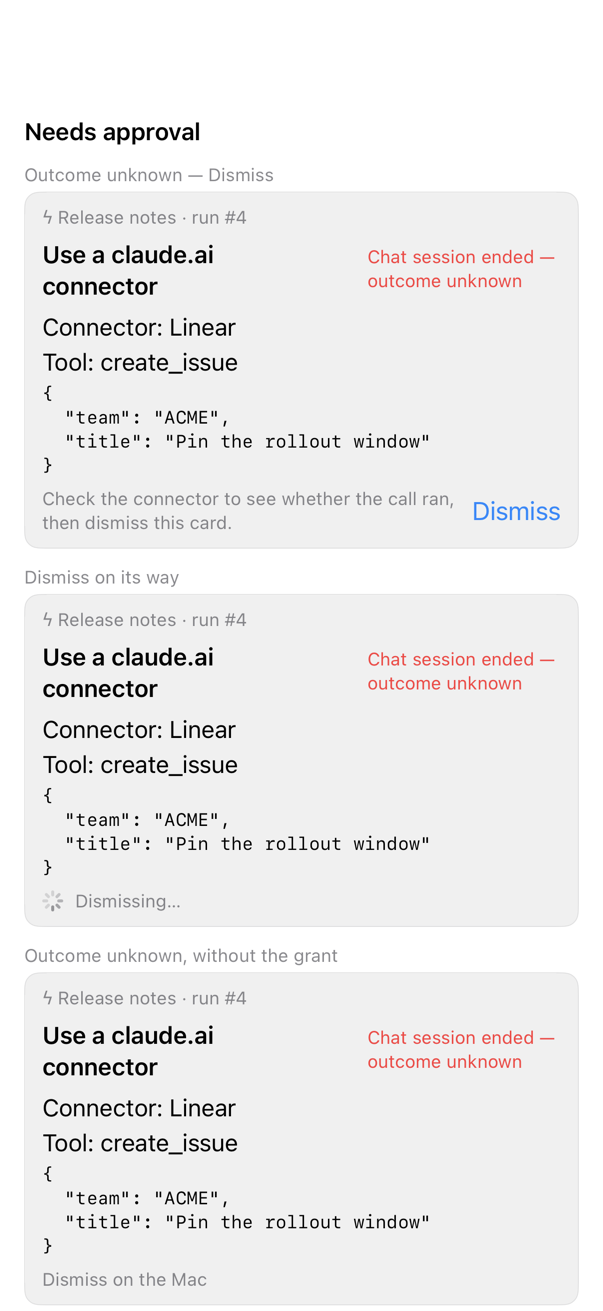 Needs approval
Outcome unknown — Dismiss
ϟ Release notes · run #4
Use a claude.ai connector
Chat session ended — outcome unknown
Connector: Linear
Tool: create_issue
{
  "team": "ACME",
  "title": "Pin the rollout window"
}
Check the connector to see whether the call ran,
then dismiss this card.
Dismiss
Dismiss on its way
ϟ Release notes · run #4
Use a claude.ai connector
Chat session ended — outcome unknown
Connector: Linear
Tool: create_issue
{
  "team": "ACME",
  "title": "Pin the rollout window"
}
Dismissing...
Outcome unknown, without the grant
ϟ Release notes · run #4
Use a claude.ai connector
Chat session ended — outcome unknown
Connector: Linear
Tool: create_issue
{
  "team": "ACME",
  "title": "Pin the rollout window"
}
Dismiss on the Mac